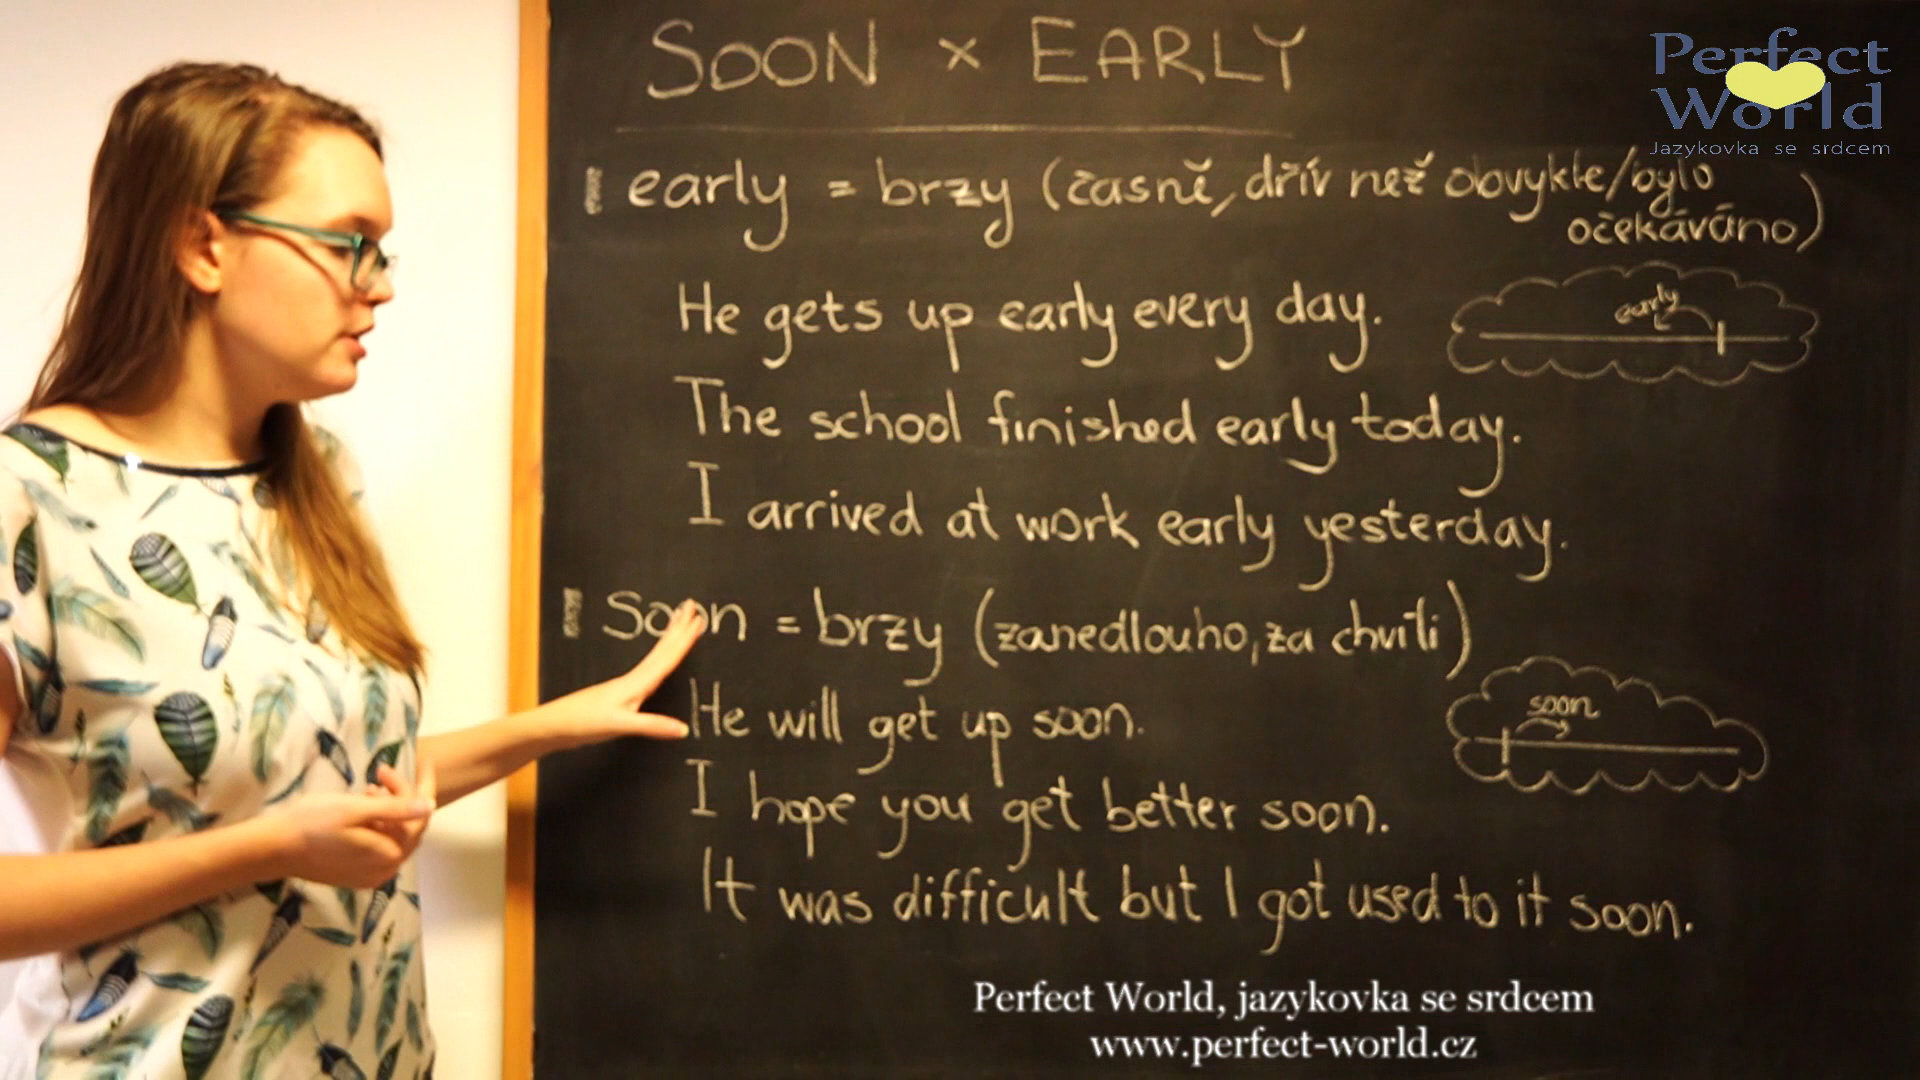 SOON x EARLY
Perfect
World
Jazykovka se srdcem
early = brzy (časně, dřív než obvykle/bylo
očekáváno)
He gets up early every day.
early
The school finished early today.
I arrived at work early yesterday.
soon = brzy (zanedlouho, za chvíli)
He will get up soon.
soon
I hope you get better soon.
It was difficult but I got used to it soon.
Perfect World, jazykovka se srdcem
www.perfect-world.cz